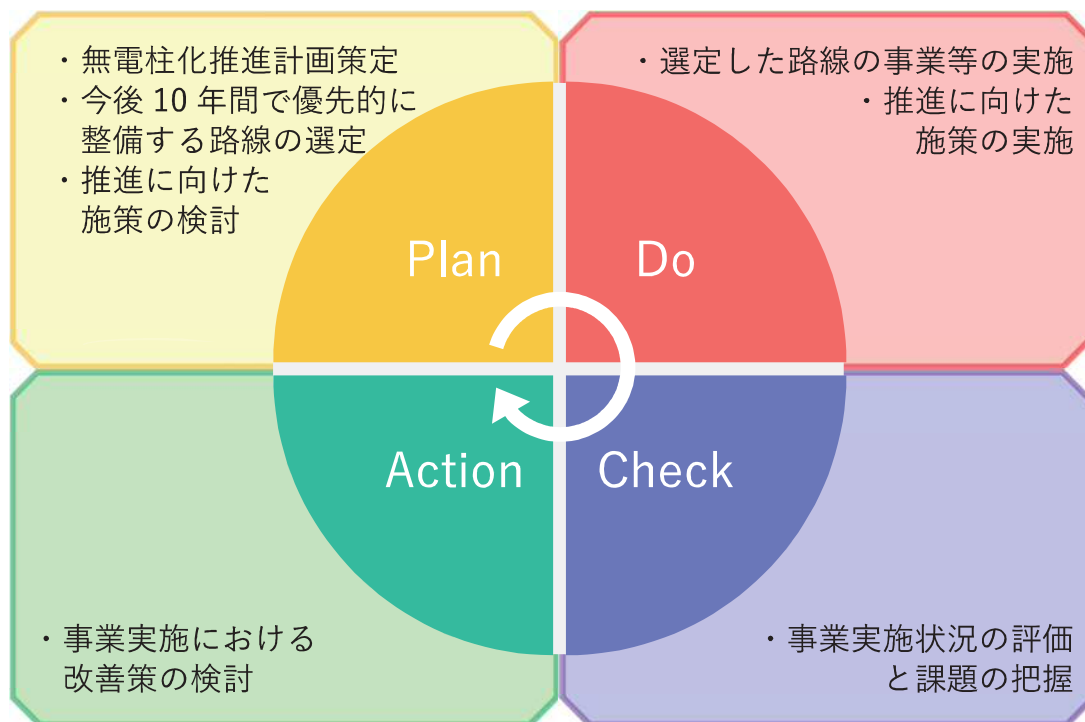 ・無電柱化推進計画策定
・今後 10 年間で優先的に
整備する路線の選定
・推進に向けた
施策の検討
Plan
・選定した路線の事業等の実施
・推進に向けた
施策の実施
Do
Action
・事業実施における
改善策の検討
Check
・事業実施状況の評価
と課題の把握